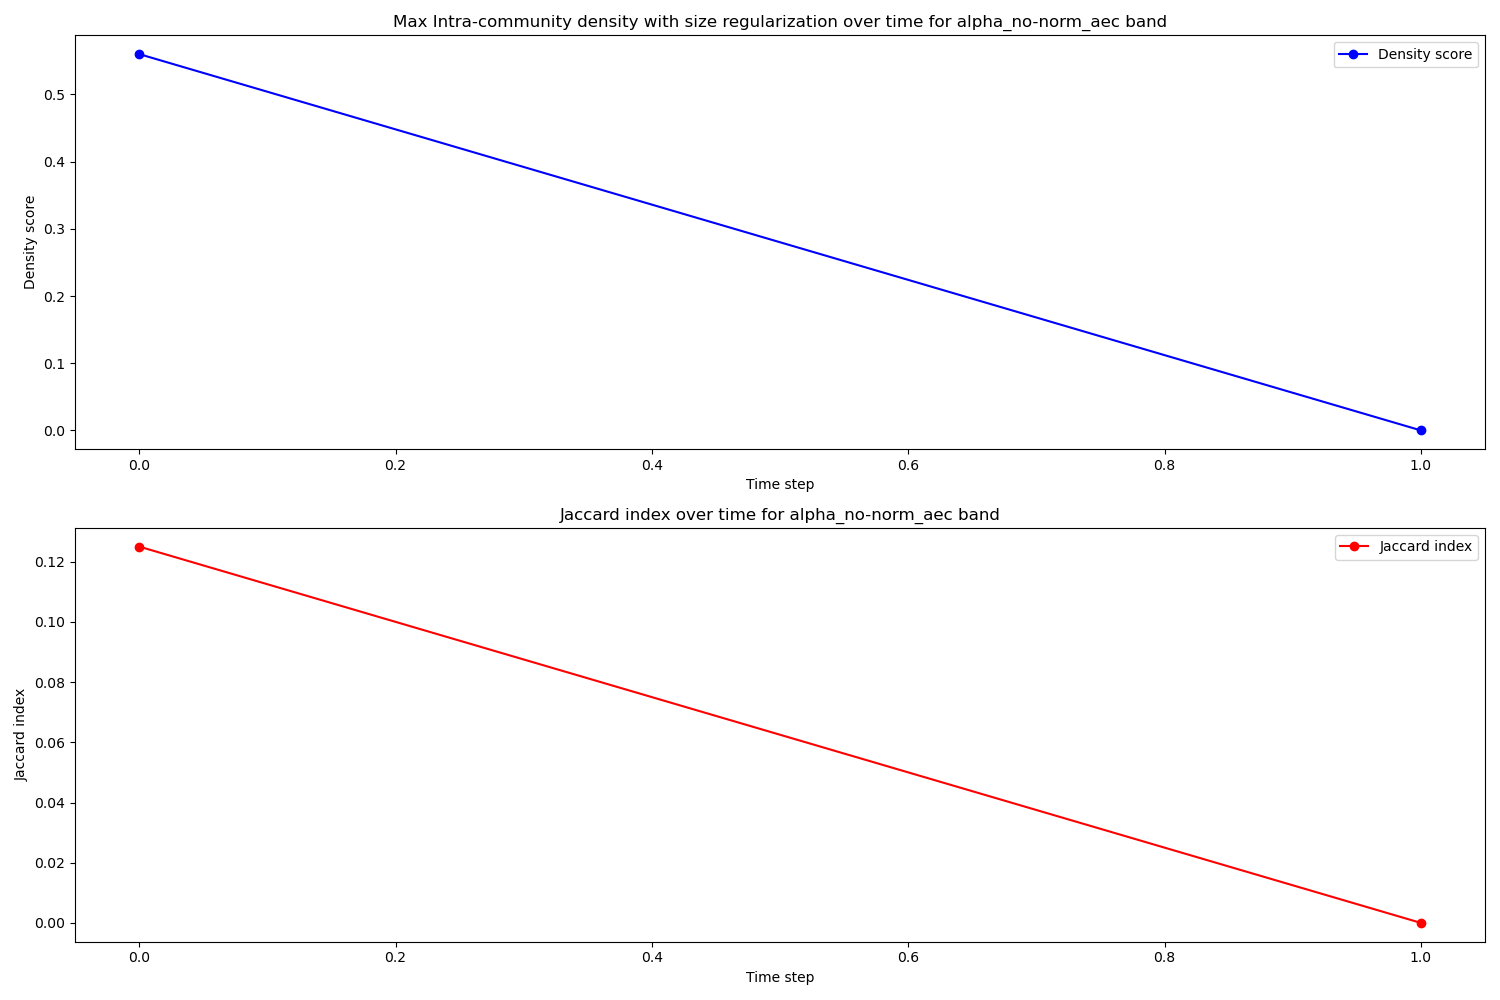 Max Intra-community density with size regularization over time for alpha_no-norm_aec band
Density score
0.5
0.4
0.3
0.2
0.1
0.0
Density score
0.0 0.2 0.4 0.6 0.8 1.0
Time step
Jaccard index over time for alpha_no-norm_aec band
Jaccard index
0.12
0.10
0.08
0.06
0.04
0.02
0.00
Jaccard index
0.0 0.2 0.4 0.6 0.8 1.0
Time step